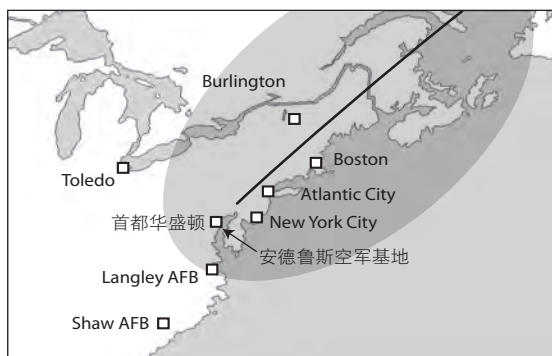 Burlington
Boston
Toledo
Atlantic City
首都华盛顿
New York City
安德鲁斯空军基地
Langley AFB
Shaw AFB